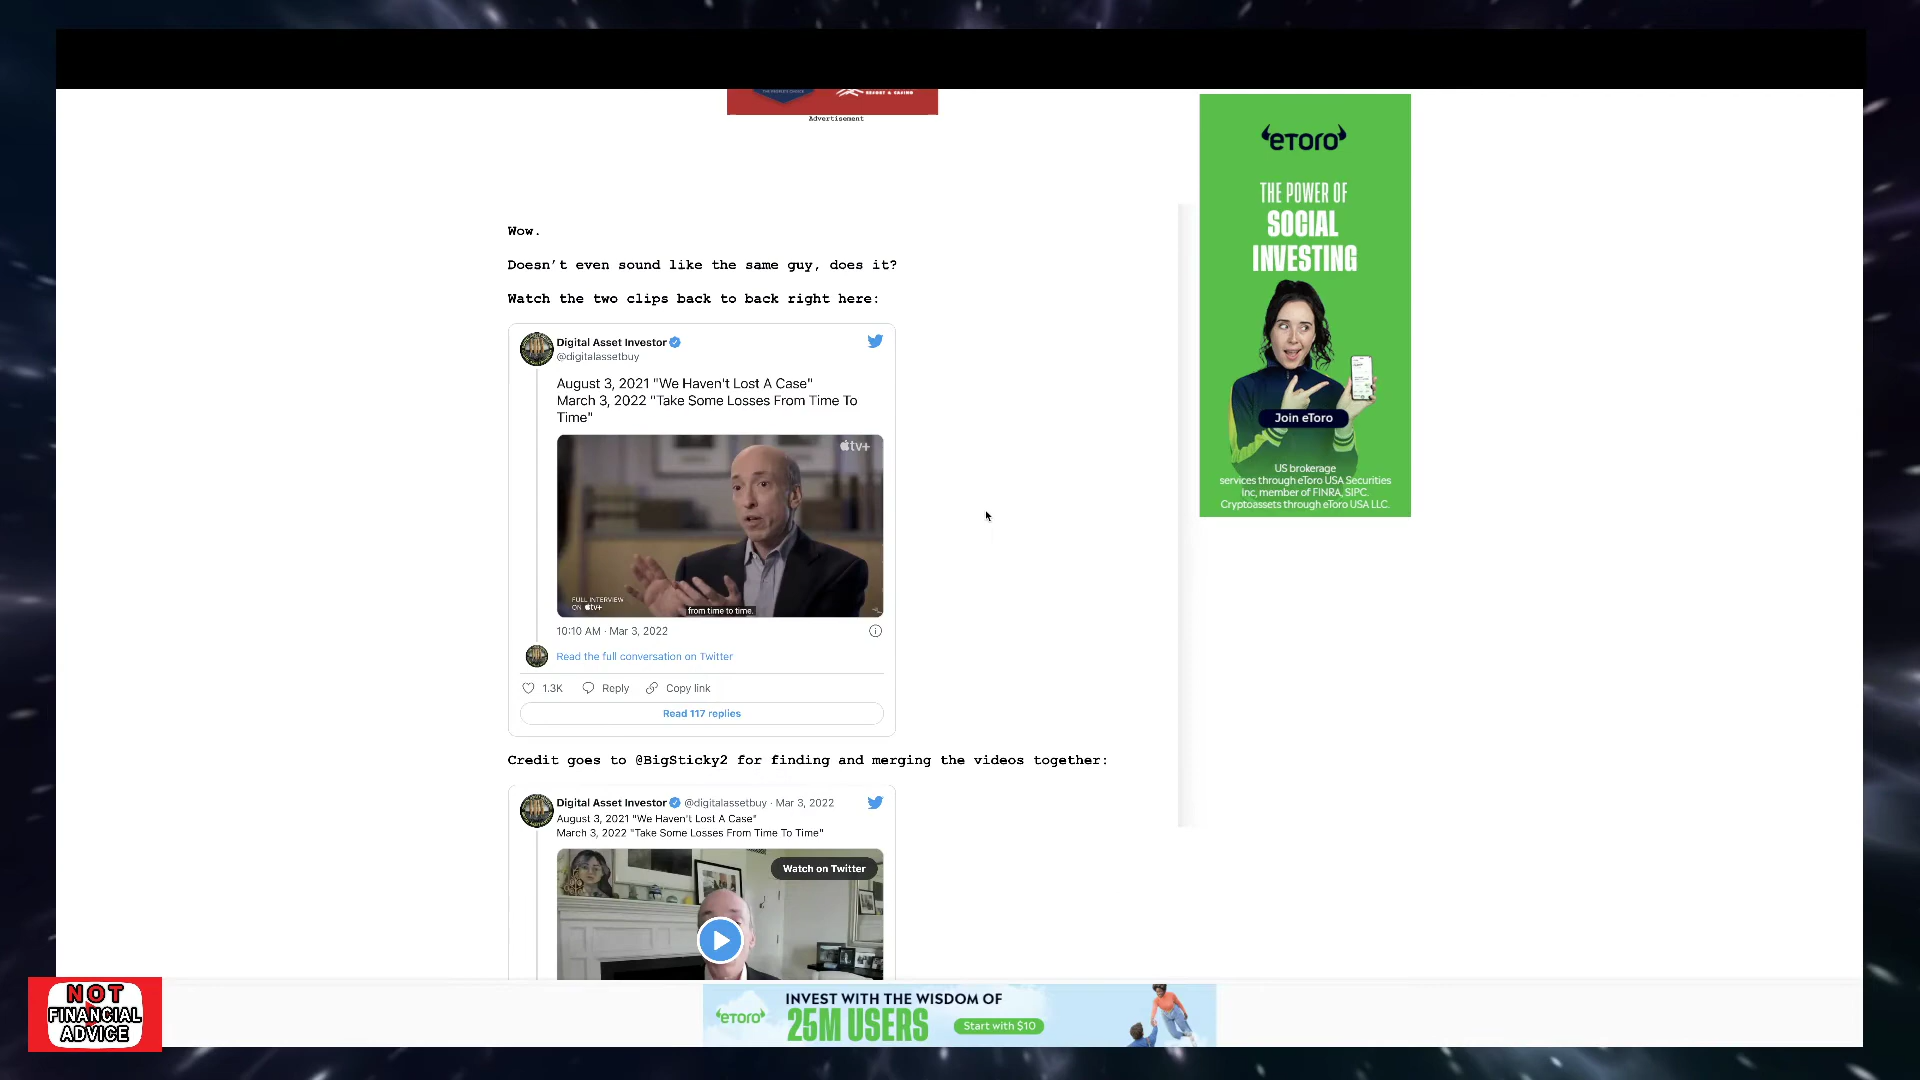 THE PEOPLE'S CHOICE
RESORT & CASINO
Advertisement
eToro
THE POWER OF
SOCIAL
INVESTING
Join eToro
US brokerage
services through eToro USA Securities
Inc, member of FINRA, SIPC.
Cryptoassets through eToro USA LLC.
Wow.
Doesn’t even sound like the same guy, does it?
Watch the two clips back to back right here:
Digital Asset Investor
@digitalassetbuy
August 3, 2021 "We Haven't Lost A Case"
March 3, 2022 "Take Some Losses From Time To
Time"
tv+
FULL INTERVIEW
ON tv+
from time to time.
10:10 AM · Mar 3, 2022
Read the full conversation on Twitter
1.3K Reply Copy link
Read 117 replies
Credit goes to @BigSticky2 for finding and merging the videos together:
Digital Asset Investor @digitalassetbuy · Mar 3, 2022
August 3, 2021 "We Haven't Lost A Case"
March 3, 2022 "Take Some Losses From Time To Time"
Watch on Twitter
NOT
FINANCIAL
ADVICE
eToro
INVEST WITH THE WISDOM OF
25M USERS
Start with $10